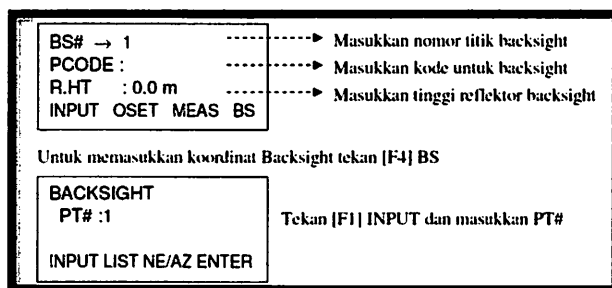 BS# → 1 Masukkan nomor titik backsight
PCODE : Masukkan kode untuk backsight
R.HT : 0.0 m Masukkan tinggi reflektor backsight
INPUT OSET MEAS BS
Untuk memasukkan koordinat Backsight tekan [F4] BS
BACKSIGHT
PT# :1 Tekan [F1] INPUT dan masukkan PT#
INPUT LIST NE/AZ ENTER